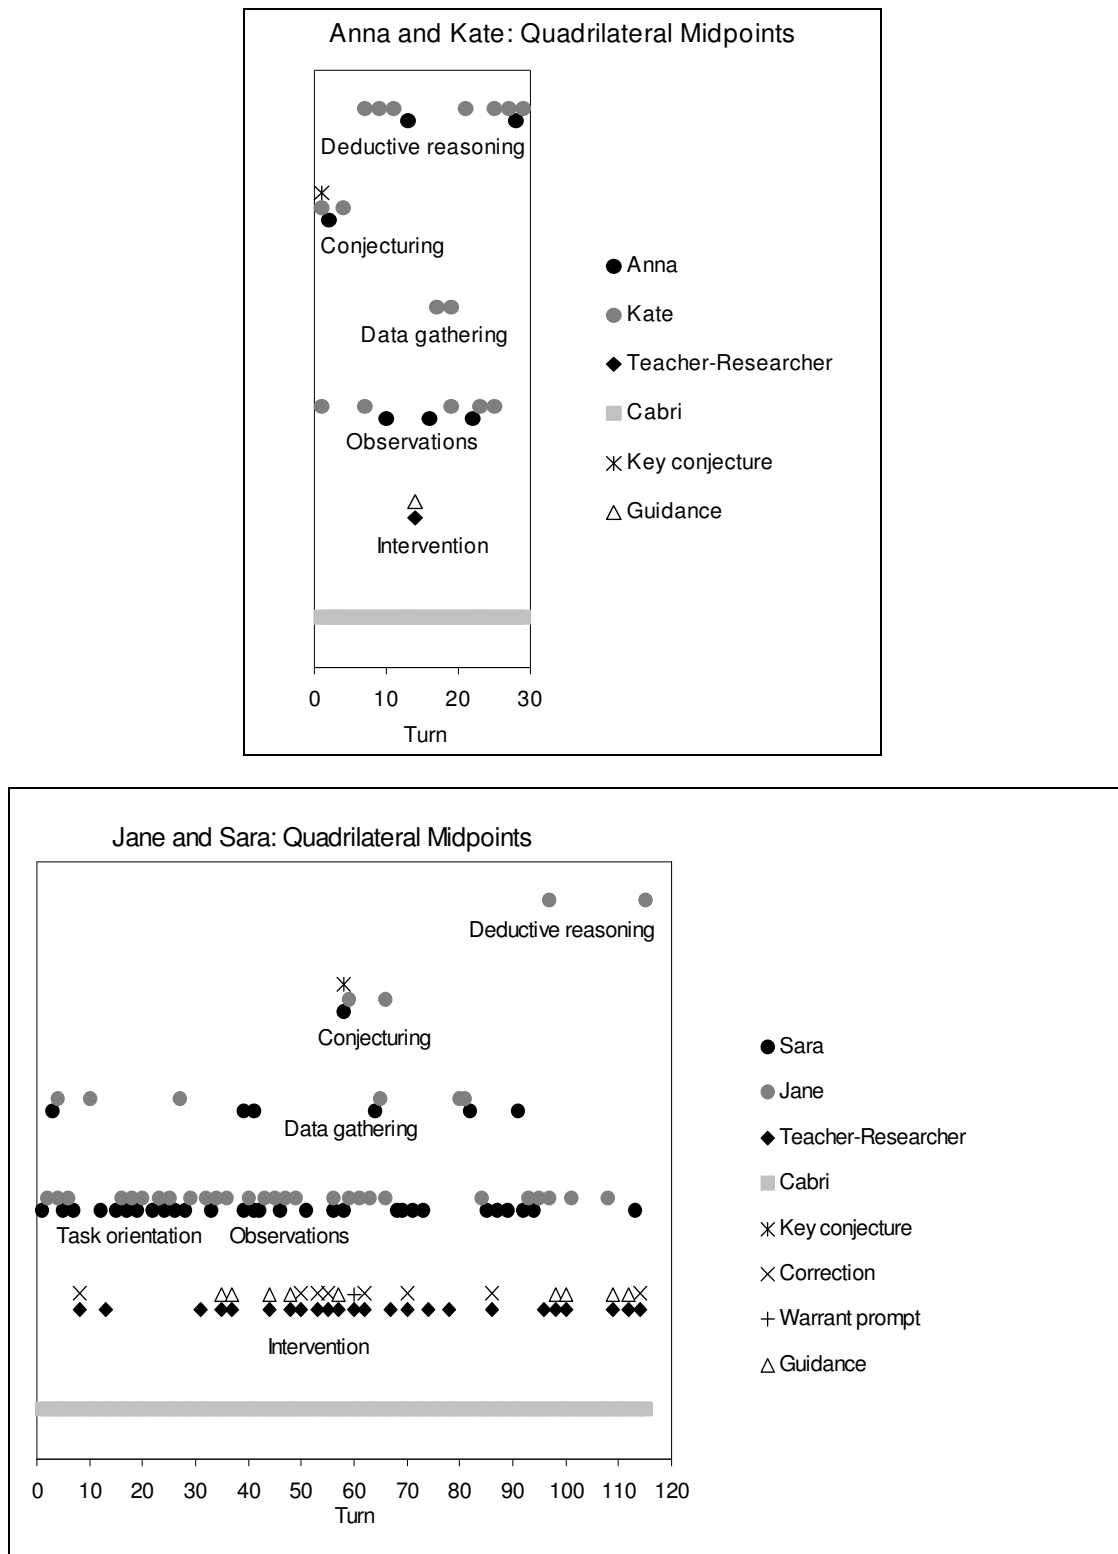 Anna and Kate: Quadrilateral Midpoints
Deductive reasoning
Conjecturing
Data gathering
Observations
Intervention
0 10 20 30
Turn
Anna
Kate
Teacher-Researcher
Cabri
Key conjecture
Guidance
Jane and Sara: Quadrilateral Midpoints
Deductive reasoning
Conjecturing
Data gathering
Task orientation Observations
Intervention
0 10 20 30 40 50 60 70 80 90 100 110 120
Turn
Sara
Jane
Teacher-Researcher
Cabri
Key conjecture
Correction
Warrant prompt
Guidance